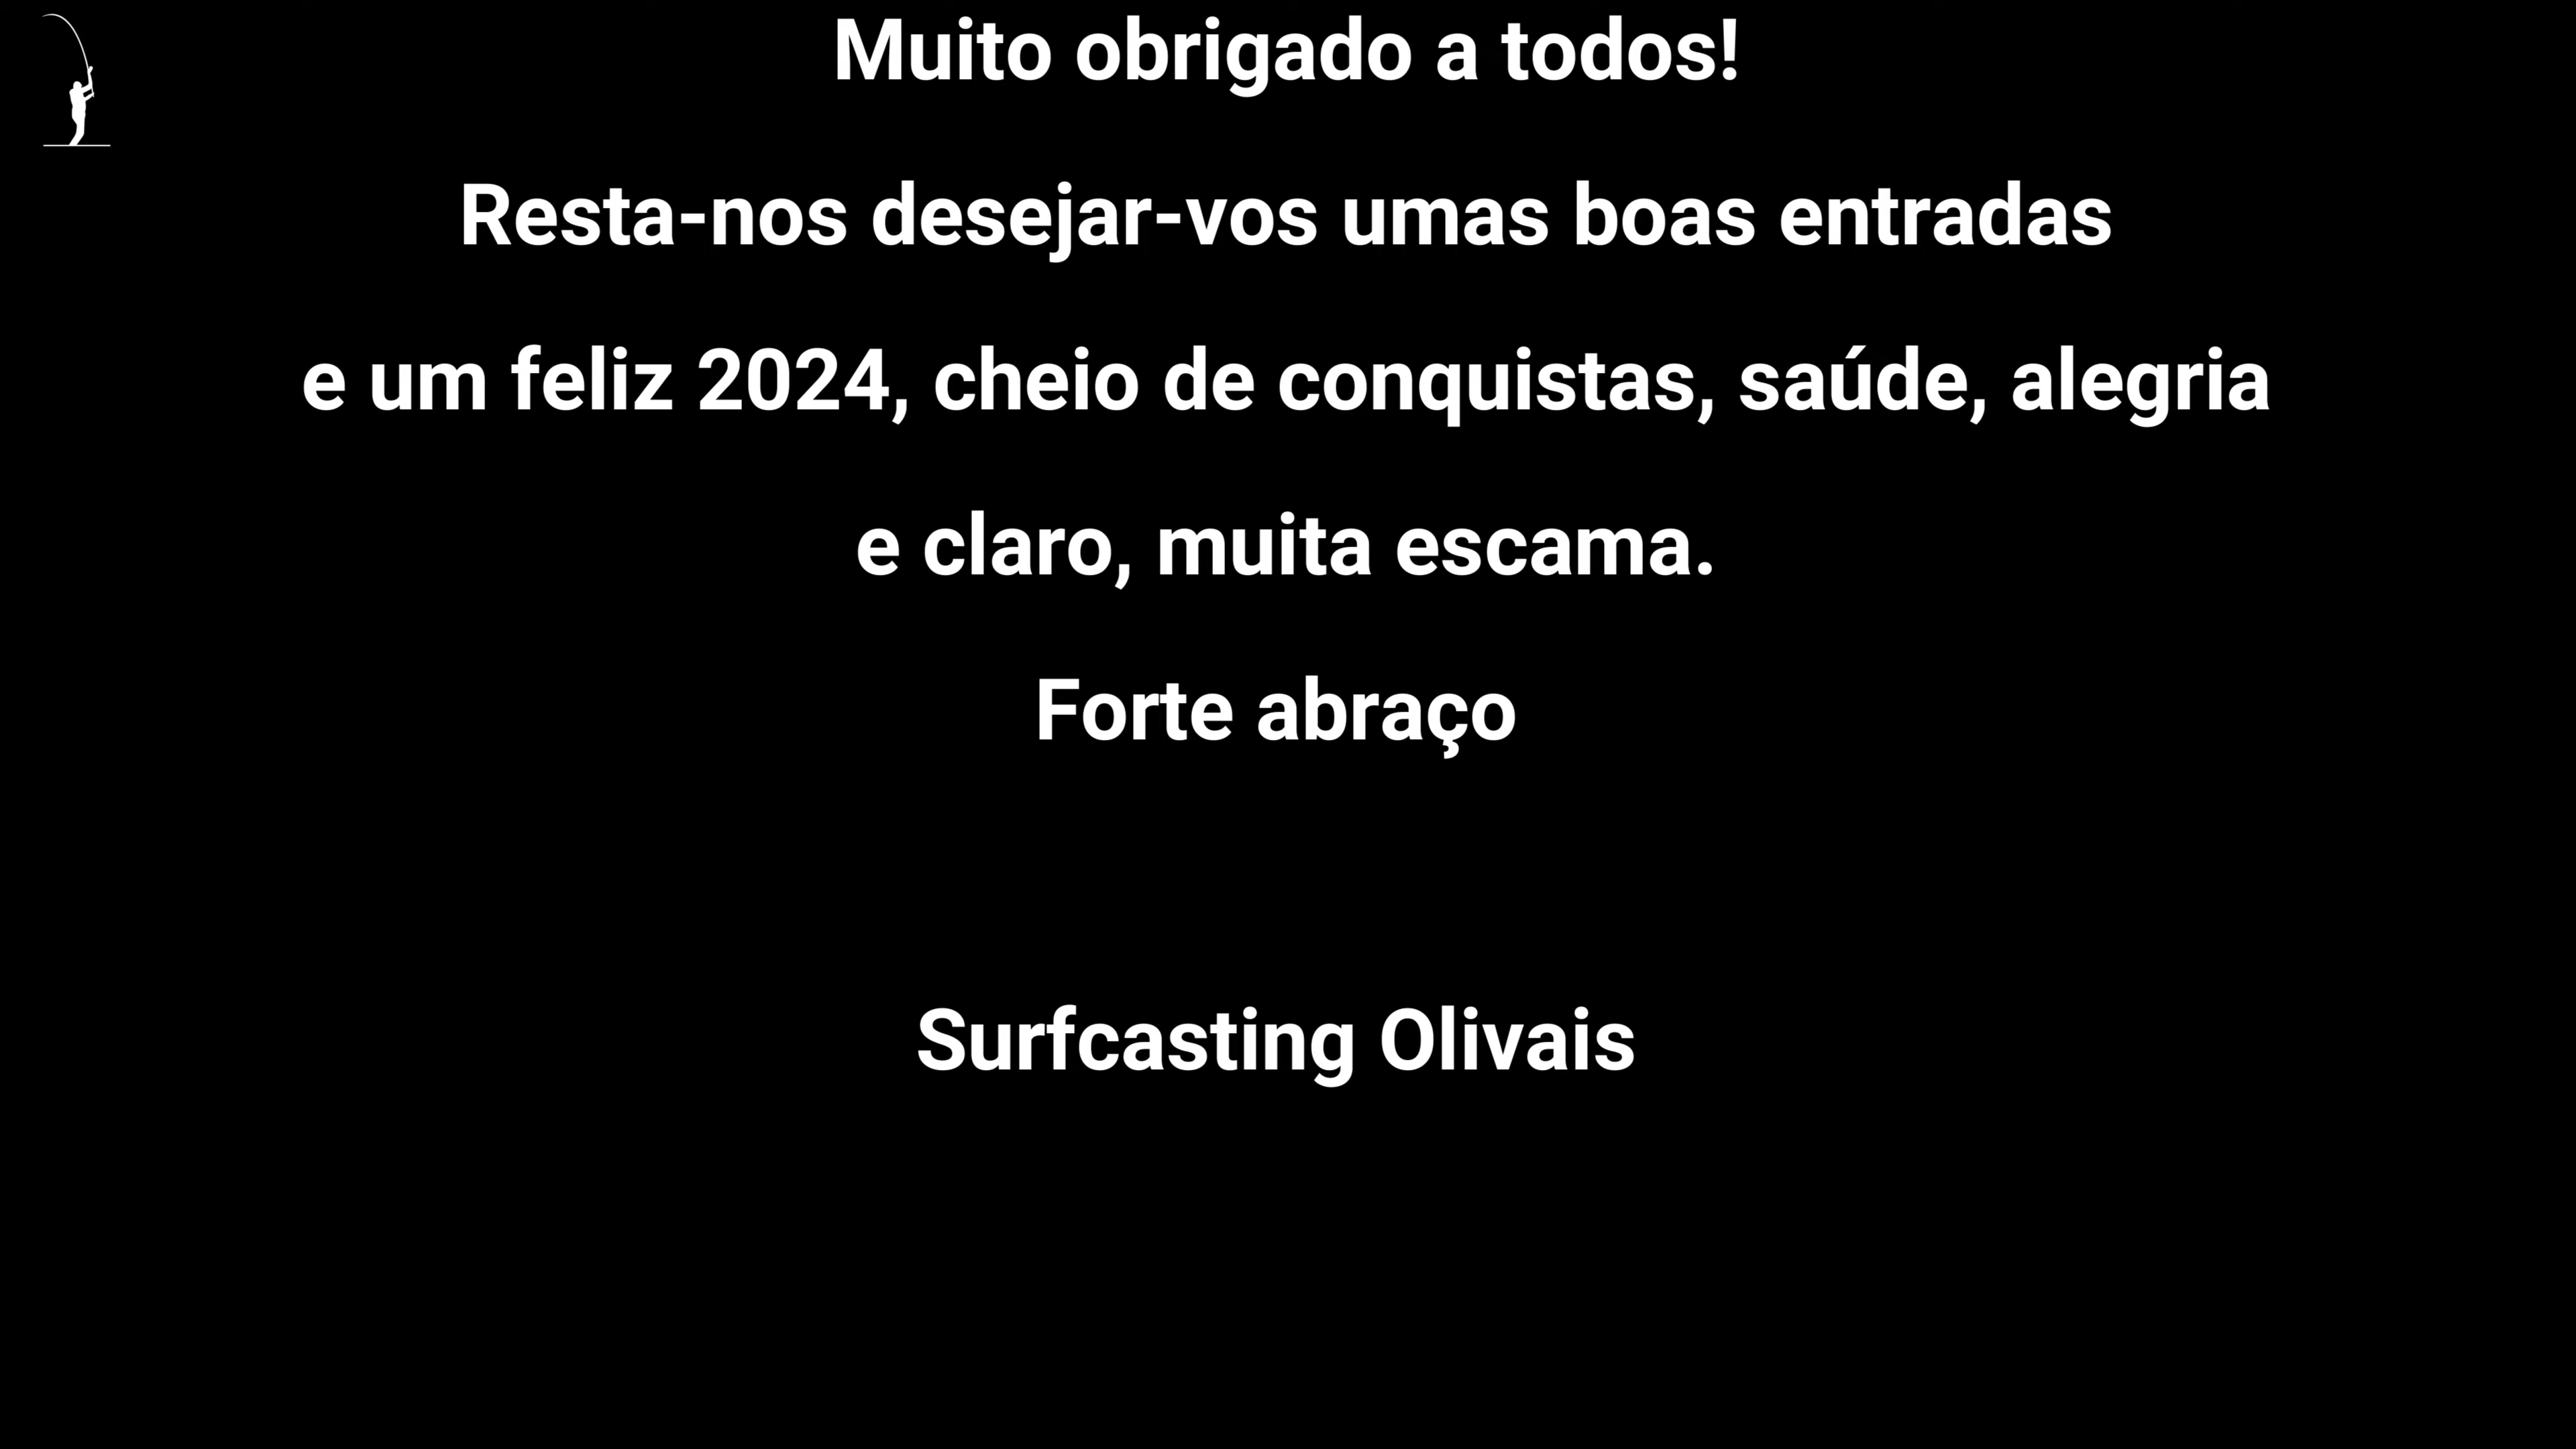 Muito obrigado a todos!
Resta-nos desejar-vos umas boas entradas
e um feliz 2024, cheio de conquistas, saúde, alegria
e claro, muita escama.
Forte abraço
Surfcasting Olivais